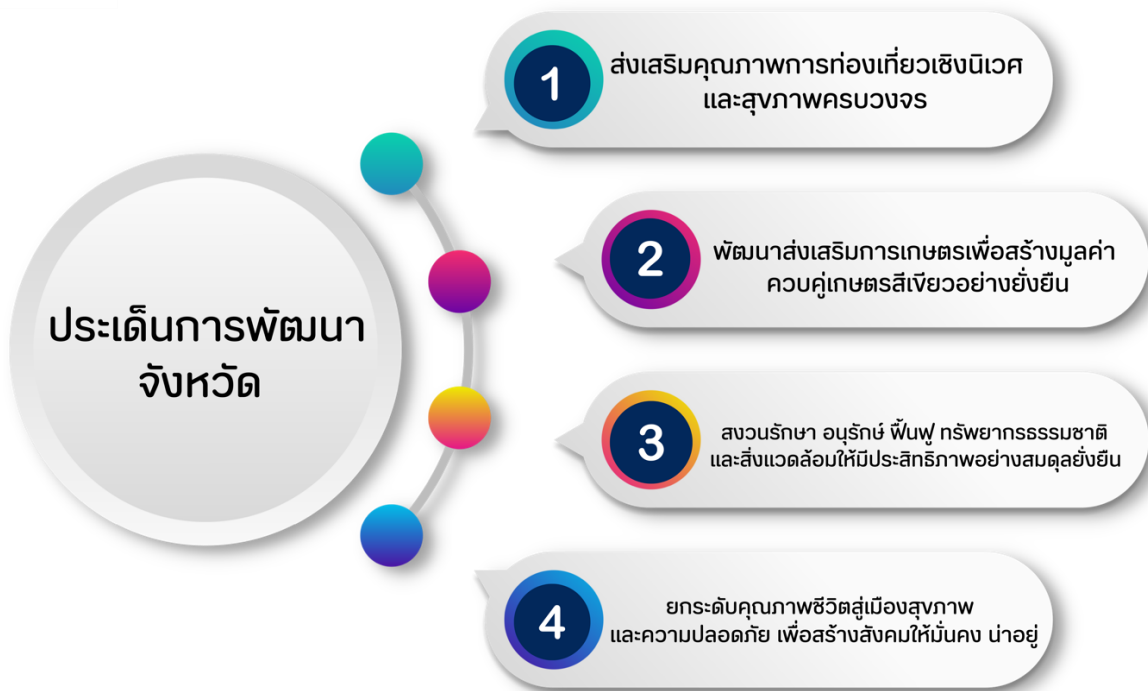 ประเด็นการพัฒนา
จังหวัด
1
ส่งเสริมคุณภาพการท่องเที่ยวเชิงนิเวศ
และสุขภาพครบวงจร
2
พัฒนาส่งเสริมการเกษตรเพื่อสร้างมูลค่า
ควบคู่เกษตรสีเขียวอย่างยั่งยืน
3
สงวนรักษา อนุรักษ์ ฟื้นฟู ทรัพยากรธรรมชาติ
และสิ่งแวดล้อมให้มีประสิทธิภาพอย่างสมดุลยั่งยืน
4
ยกระดับคุณภาพชีวิตสู่เมืองสุขภาพ
และความปลอดภัย เพื่อสร้างสังคมให้มั่นคง น่าอยู่